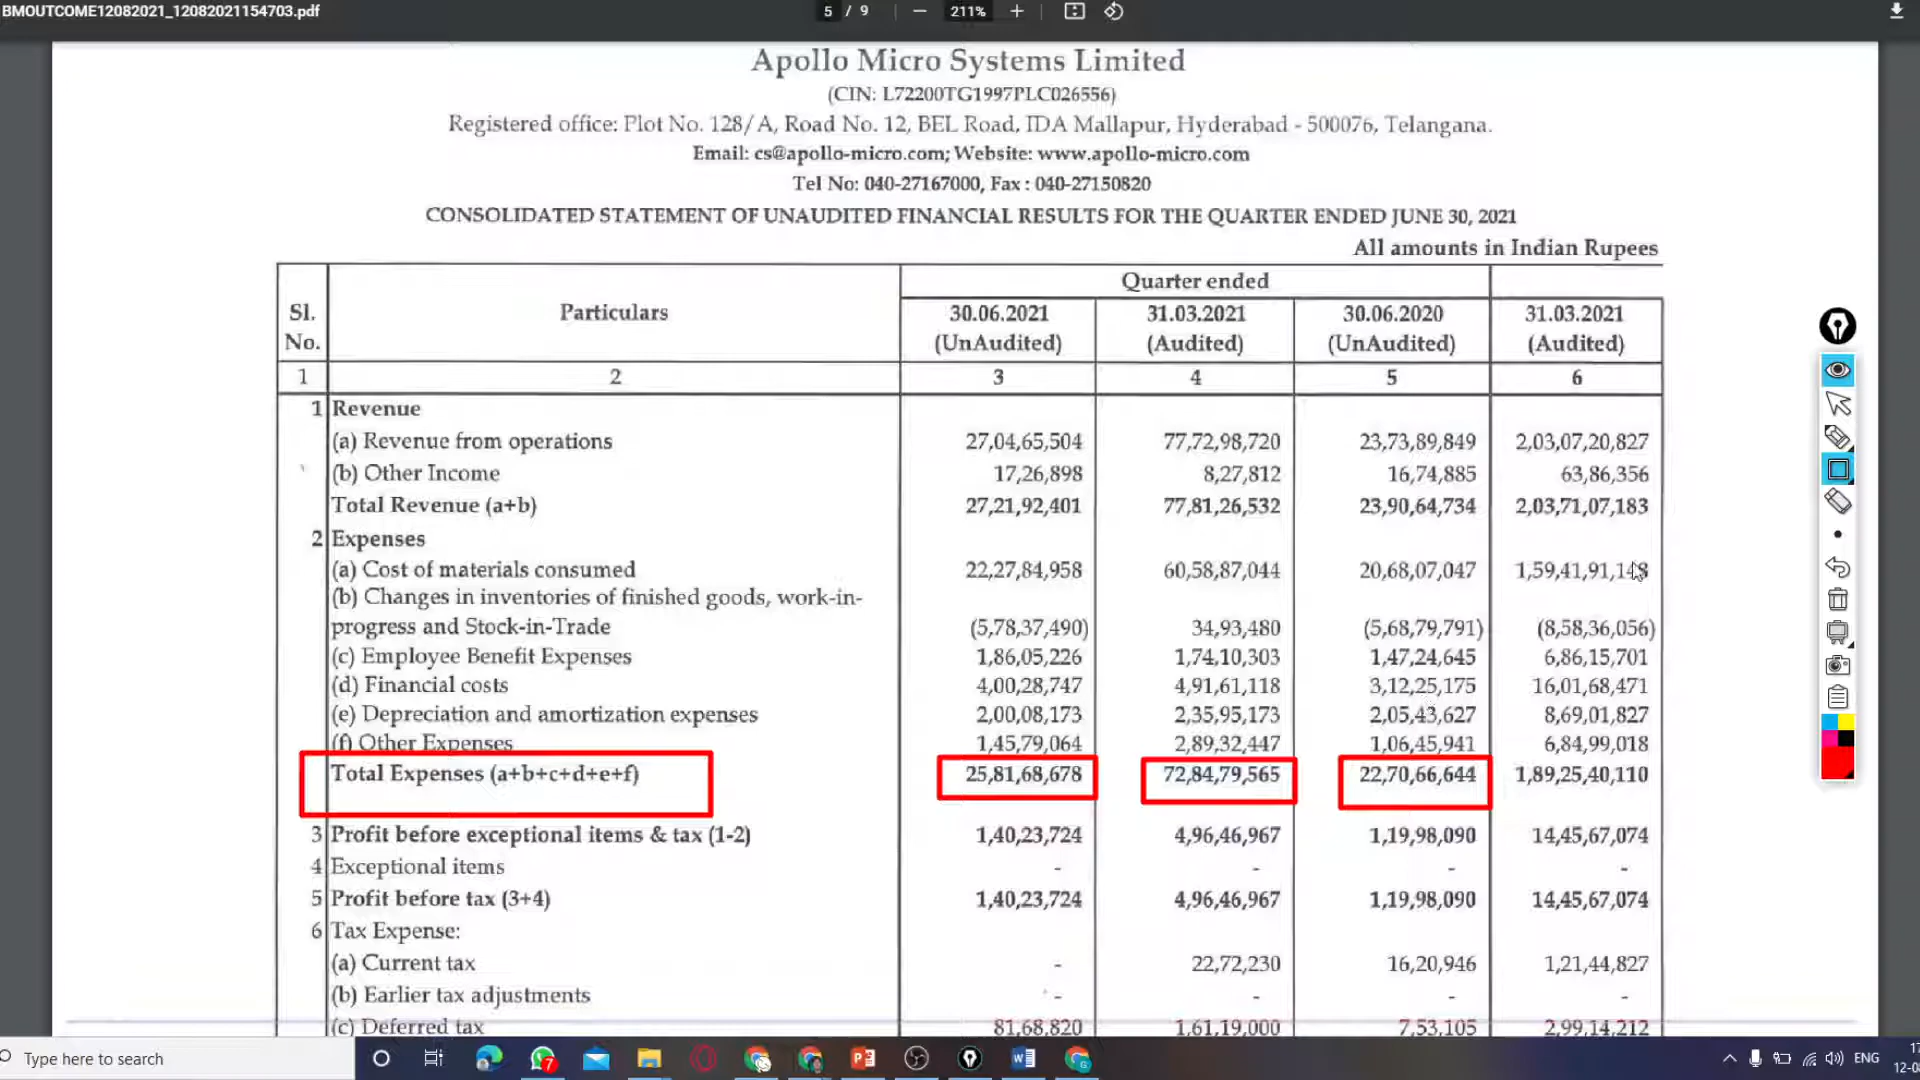 BMOUTCOME12082021_12082021154703.pdf
5 / 9
211%
Apollo Micro Systems Limited
(CIN: L72200TG1997PLC026556)
Registered office: Plot No. 128/A, Road No. 12, BEL Road, IDA Mallapur, Hyderabad - 500076, Telangana.
Email: cs@apollo-micro.com; Website: www.apollo-micro.com
Tel No: 040-27167000, Fax : 040-27150820
CONSOLIDATED STATEMENT OF UNAUDITED FINANCIAL RESULTS FOR THE QUARTER ENDED JUNE 30, 2021
All amounts in Indian Rupees
Quarter ended
Sl. No. Particulars 30.06.2021 (UnAudited) 31.03.2021 (Audited) 30.06.2020 (UnAudited) 31.03.2021 (Audited)
1 2 3 4 5 6
1 Revenue
(a) Revenue from operations 27,04,65,504 77,72,98,720 23,73,89,849 2,03,07,20,827
(b) Other Income 17,26,898 8,27,812 16,74,885 63,86,356
Total Revenue (a+b) 27,21,92,401 77,81,26,532 23,90,64,734 2,03,71,07,183
2 Expenses
(a) Cost of materials consumed 22,27,84,958 60,58,87,044 20,68,07,047
(b) Changes in inventories of finished goods, work-in-
progress and Stock-in-Trade (5,78,37,490) 34,93,480 (5,68,79,791) (8,58,36,056)
(c) Employee Benefit Expenses 1,86,05,226 1,74,10,303 1,47,24,645 6,86,15,701
(d) Financial costs 4,00,28,747 4,91,61,118 3,12,25,175 16,01,68,471
(e) Depreciation and amortization expenses 2,00,08,173 2,35,95,173 2,05,43,627 8,69,01,827
(f) Other Expenses 1,45,79,064 2,89,32,447 1,06,45,941 6,84,99,018
Total Expenses (a+b+c+d+e+f) 25,81,68,678 72,84,79,565 22,70,66,644 1,89,25,40,110
3 Profit before exceptional items & tax (1-2) 1,40,23,724 4,96,46,967 1,19,98,090 14,45,67,074
4 Exceptional items - - - -
5 Profit before tax (3+4) 1,40,23,724 4,96,46,967 1,19,98,090 14,45,67,074
6 Tax Expense:
(a) Current tax - 22,72,230 16,20,946 1,21,44,827
(b) Earlier tax adjustments - - - -
(c) Deferred tax 81,68,820 1,61,19,000 7,53,105 2,99,14,212
Type here to search
7
ENG